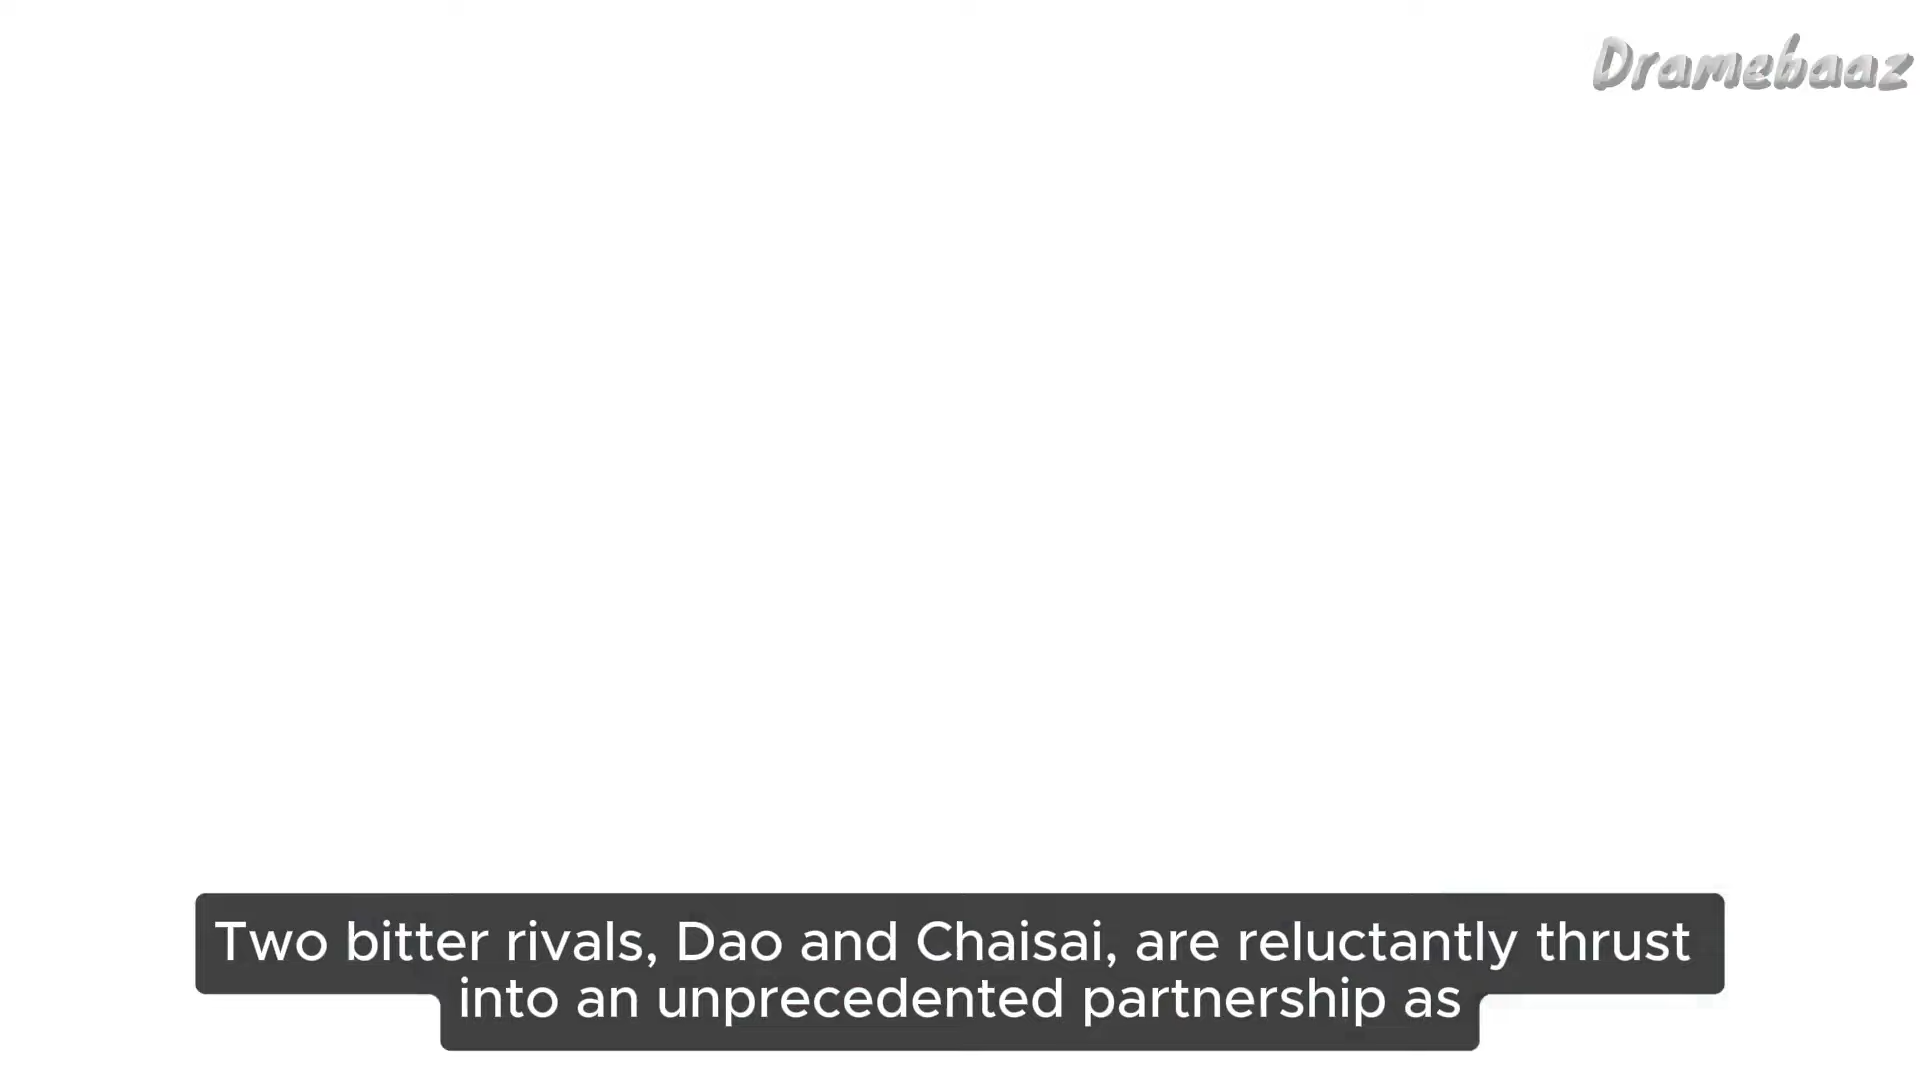 Dramebaaz
Two bitter rivals, Dao and Chaisai, are reluctantly thrust
into an unprecedented partnership as